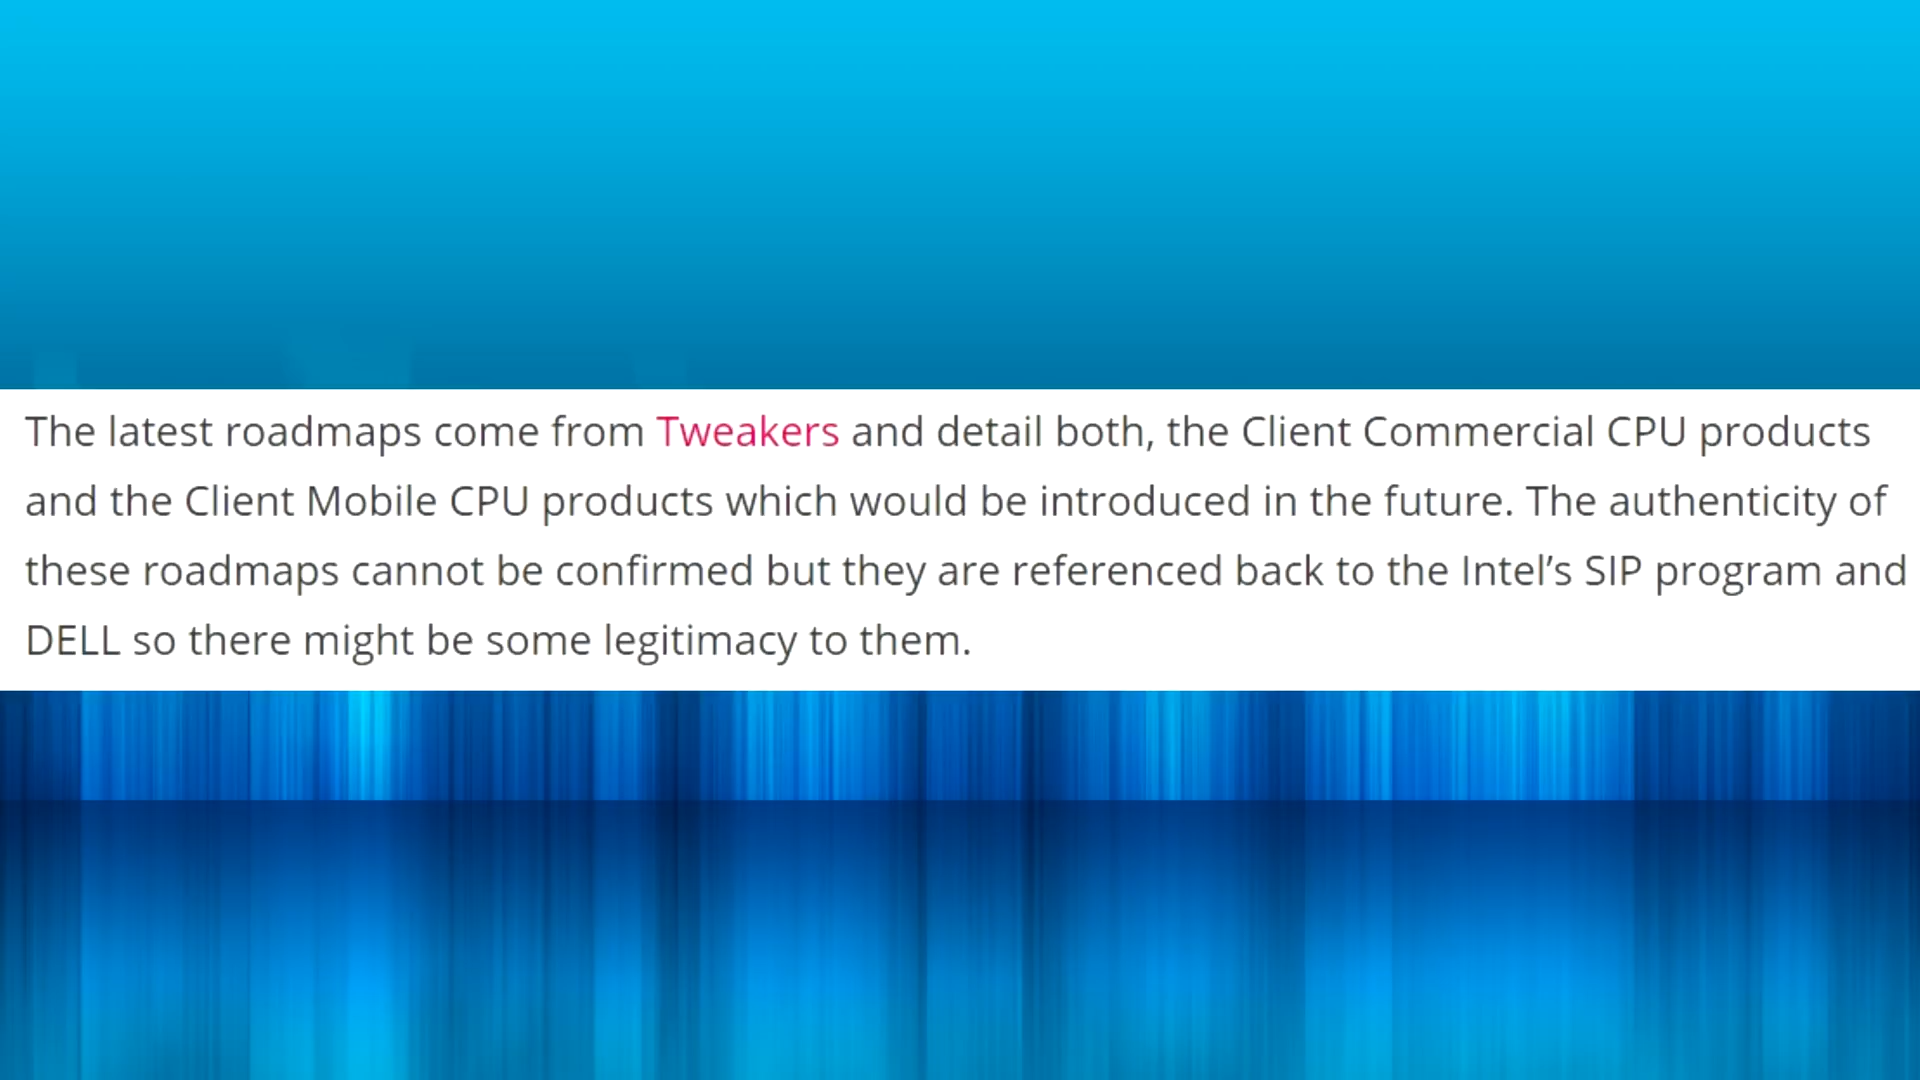 The latest roadmaps come from Tweakers and detail both, the Client Commercial CPU products
and the Client Mobile CPU products which would be introduced in the future. The authenticity of
these roadmaps cannot be confirmed but they are referenced back to the Intel’s SIP program and
DELL so there might be some legitimacy to them.